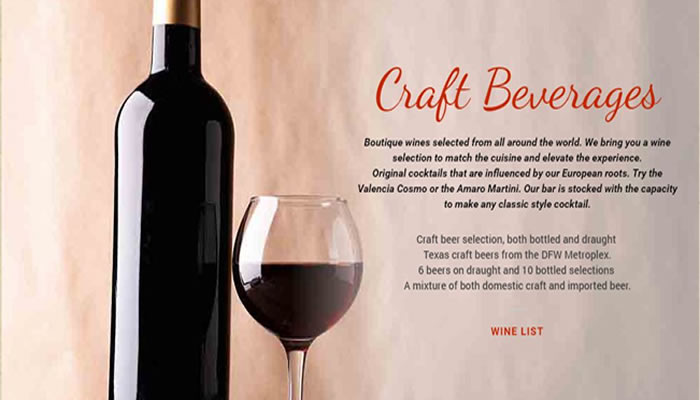 Craft Beverages
Boutique wines selected from all around the world. We bring you a wine
selection to match the cuisine and elevate the experience.
Original cocktails that are influenced by our European roots. Try the
Valencia Cosmo or the Amaro Martini. Our bar is stocked with the capacity
to make any classic style cocktail.
Craft beer selection, both bottled and draught
Texas craft beers from the DFW Metroplex.
6 beers on draught and 10 bottled selections
A mixture of both domestic craft and imported beer.
WINE LIST